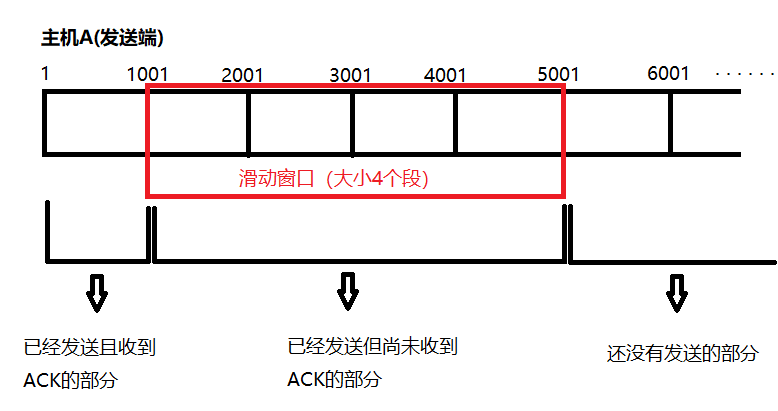 主机A(发送端)
1 1001 2001 3001 4001 5001 6001 ······
滑动窗口（大小4个段）
已经发送且收到
ACK的部分
已经发送但尚未收到
ACK的部分
还没有发送的部分